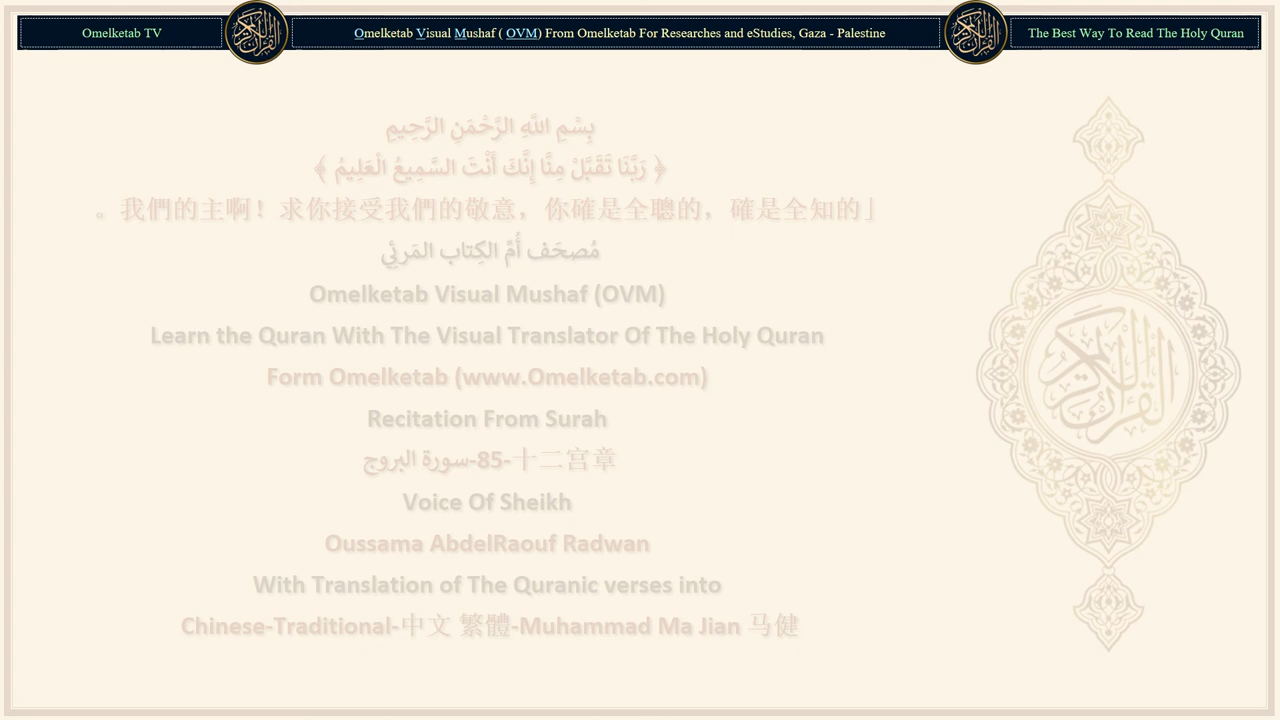 Omelketab TV
Omelketab Visual Mushaf ( OVM) From Omelketab For Researches and eStudies, Gaza - Palestine
The Best Way To Read The Holy Quran
بِسْمِ اللَّهِ الرَّحْمَنِ الرَّحِيمِ
﴿ رَبَّنَا تَقَبَّلْ مِنَّا إِنَّكَ أَنْتَ السَّمِيعُ الْعَلِيمُ ﴾
。我們的主啊！求你接受我們的敬意，你確是全聰的，確是全知的」
مُصحَف أُمِّ الكِتاب المَرئِي
Omelketab Visual Mushaf (OVM)
Learn the Quran With The Visual Translator Of The Holy Quran
Form Omelketab (www.Omelketab.com)
Recitation From Surah
سورة البروج-85-十二宫章
Voice Of Sheikh
Oussama AbdelRaouf Radwan
With Translation of The Quranic verses into
Chinese-Traditional-中文 繁體-Muhammad Ma Jian 马健